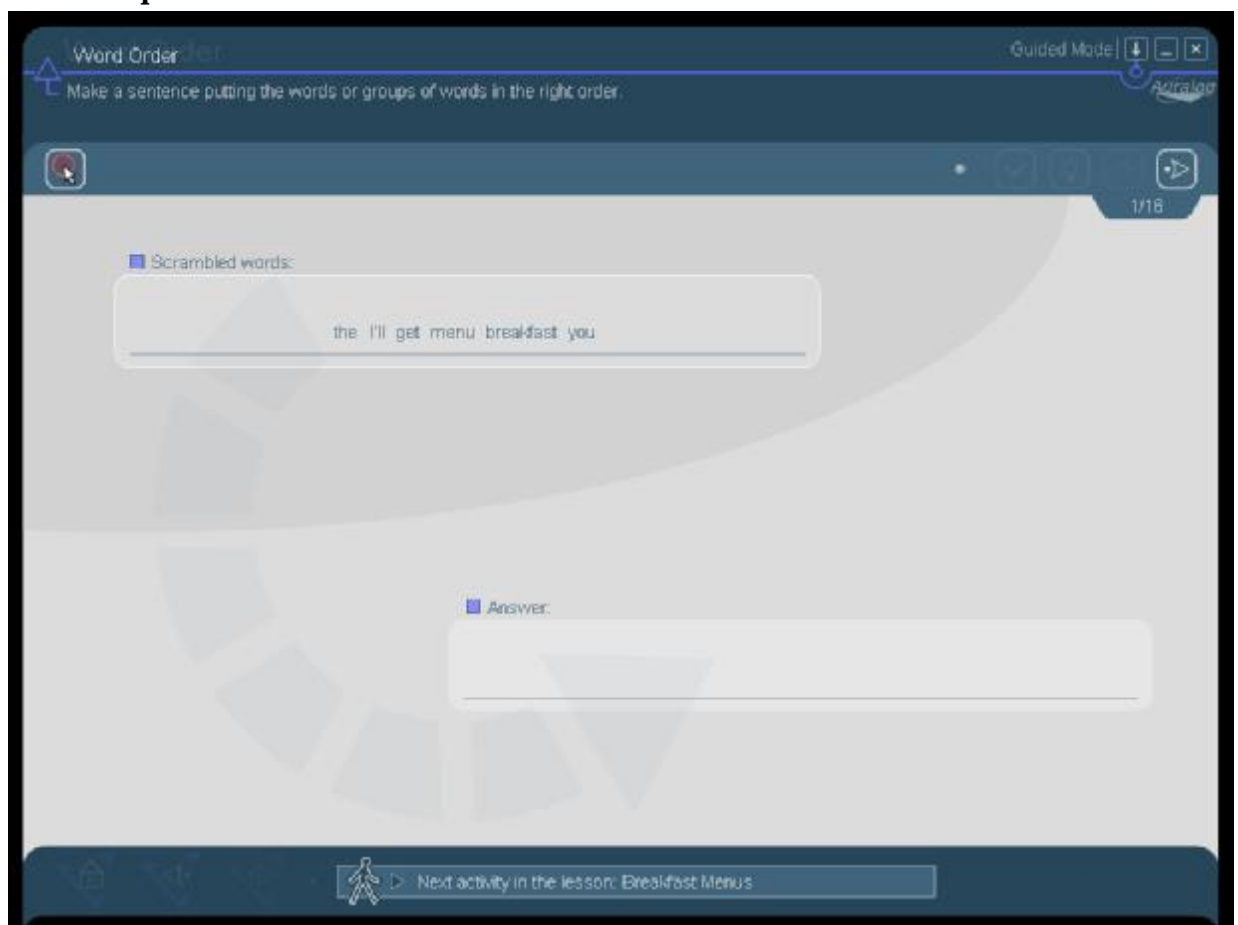 Word Order
Guided Mode
Make a sentence putting the words or groups of words in the right order.
1/16
Scrambled words:
the I'll get menu breakfast you
Answer:
Next activity in the lesson: Breakfast Menus